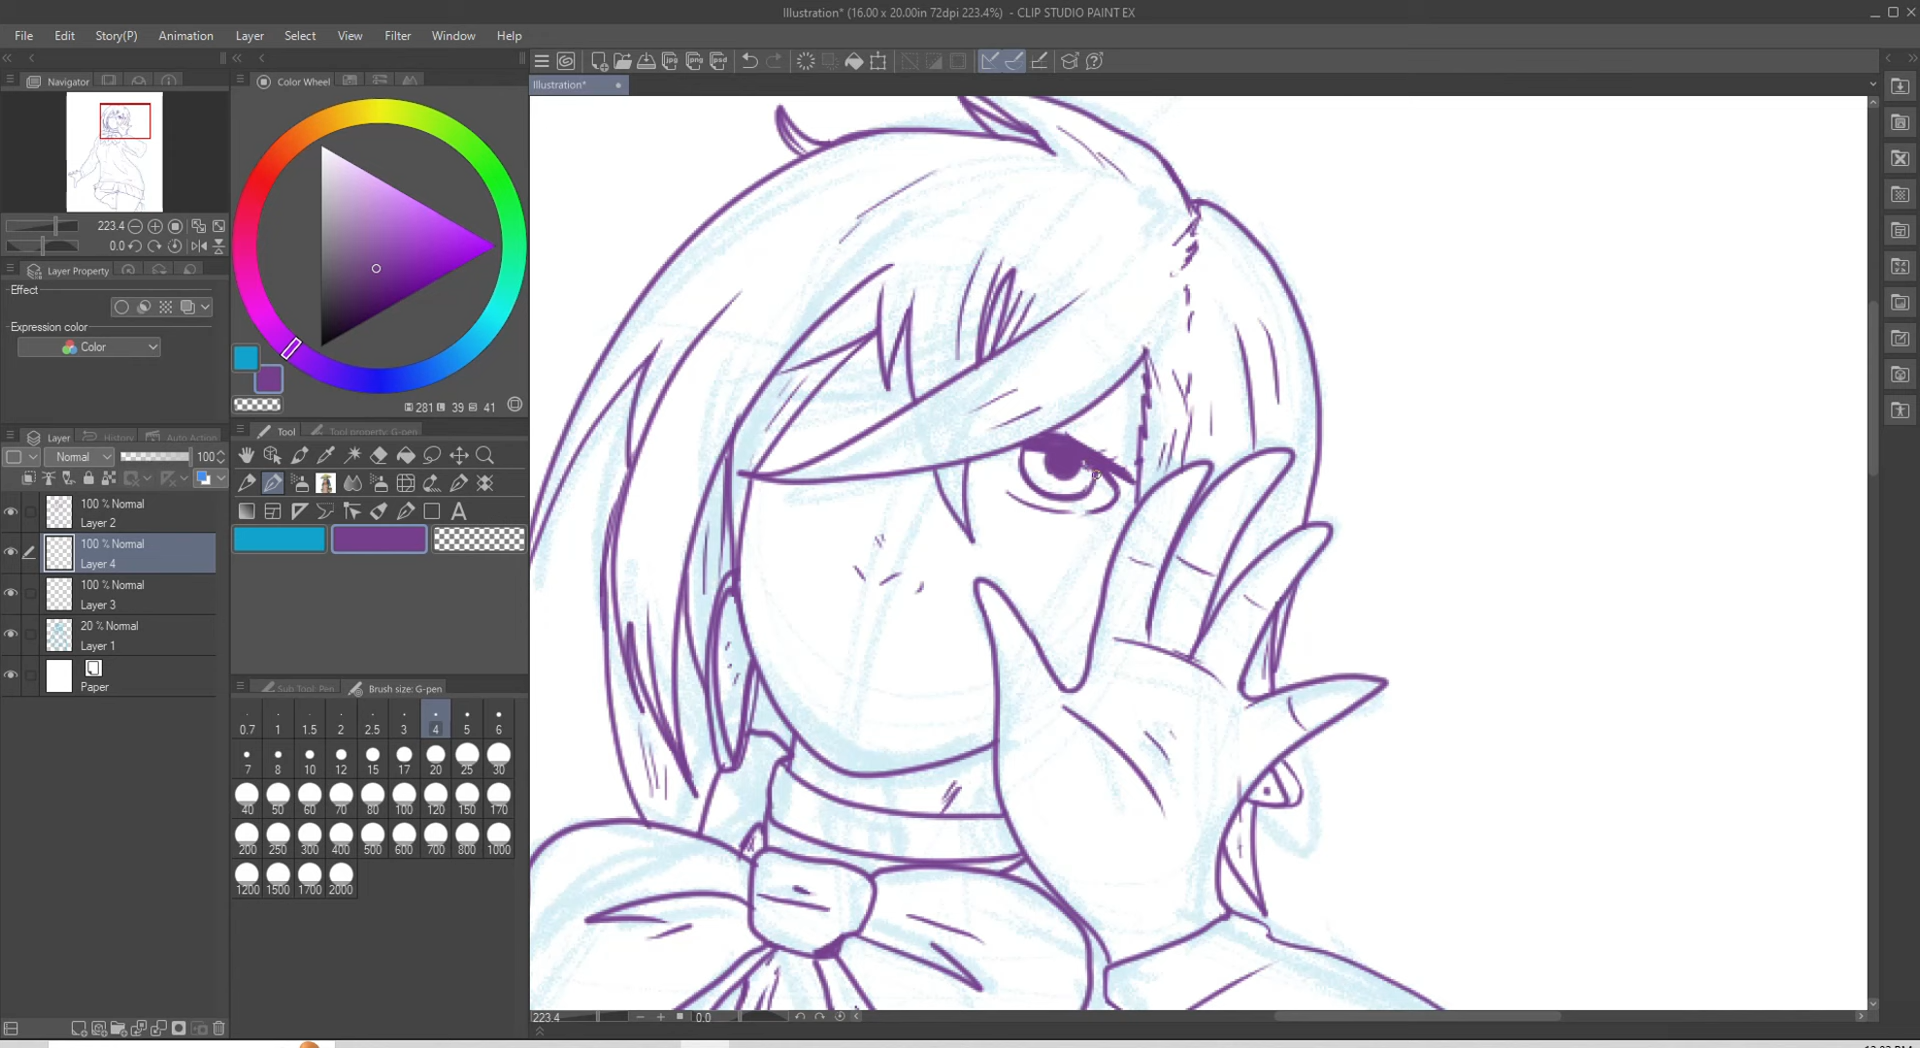 Illustration* (16.00 x 20.00in 72dpi 223.4%)  - CLIP STUDIO PAINT EX
File Edit Story(P) Animation Layer Select View Filter Window Help
Navigator
Color Wheel
Illustration*
223.4
0.0
Layer Property
Effect
Expression color
Color
281 L 39 41
Layer History Auto Action
Normal 100
Tool Tool property: G-pen
100 % Normal
Layer 2
100 % Normal
Layer 4
100 % Normal
Layer 3
20 % Normal
Layer 1
Paper
Sub Tool: Pen Brush size: G-pen
0.7 1 1.5 2 2.5 3 4 5 6
7 8 10 12 15 17 20 25 30
40 50 60 70 80 100 120 150 170
200 250 300 400 500 600 700 800 1000
1200 1500 1700 2000
223.4 0.0